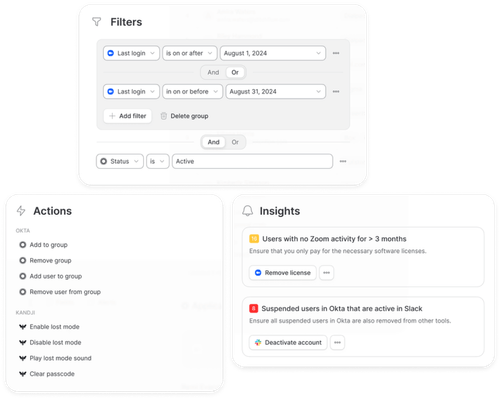 Filters
Last login is on or after August 1, 2024
And Or
Last login in on or before August 31, 2024
Add filter Delete group
And Or
Status is Active
Actions
OKTA
Add to group
Remove group
Add user to group
Remove user from group
KANDJI
Enable lost mode
Disable lost mode
Play lost mode sound
Clear passcode
Insights
Users with no Zoom activity for > 3 months
Ensure that you only pay for the necessary software licenses.
Remove license
Suspended users in Okta that are active in Slack
Ensure all suspended users in Okta are also removed from other tools.
Deactivate account